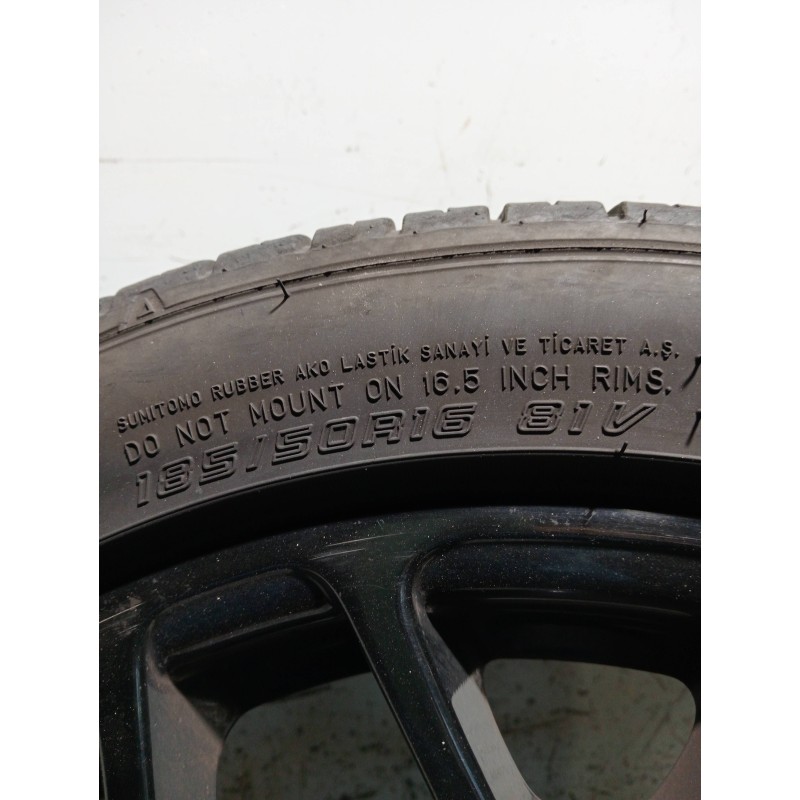 A
SUMITOMO RUBBER AKO LASTİK SANAYİ VE TİCARET A.Ş.
DO NOT MOUNT ON 16.5 INCH RIMS.
185/50R16 81V